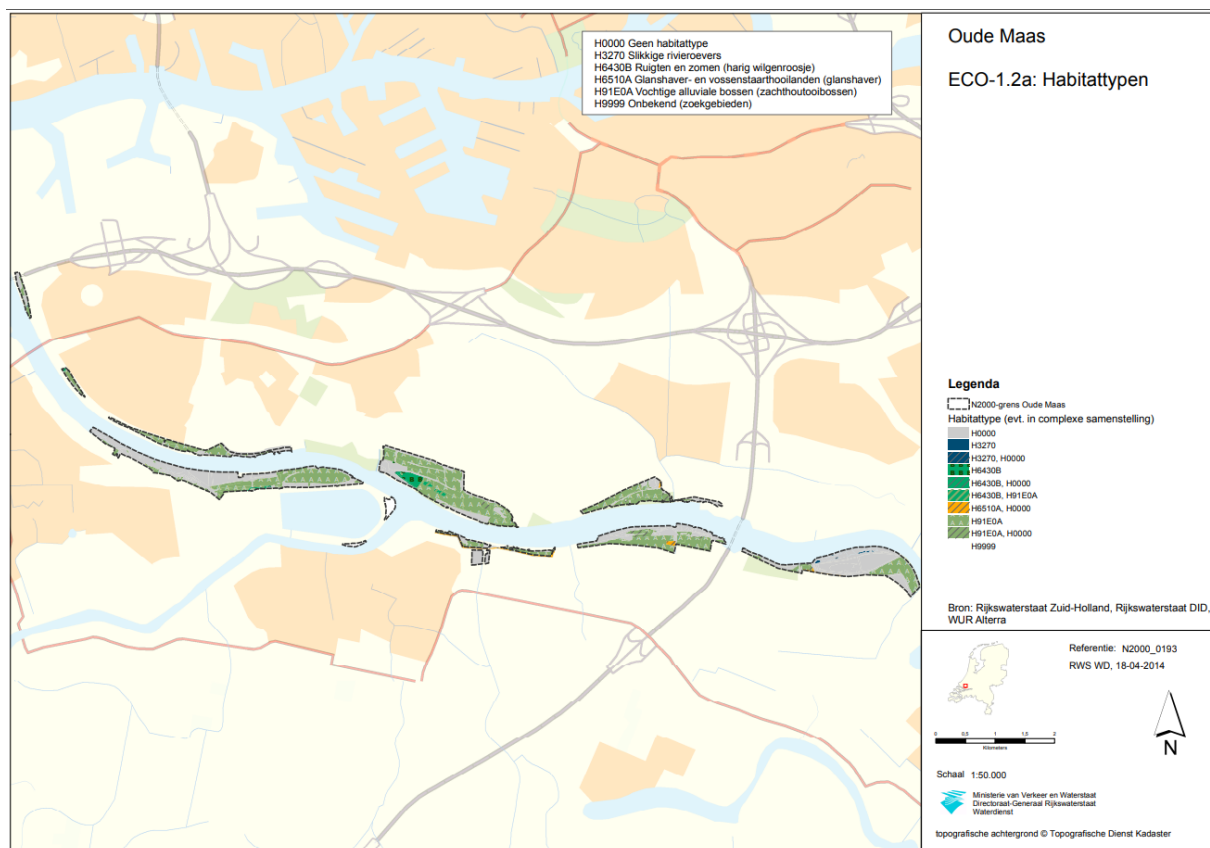 H0000 Geen habitattype
H3270 Slikkige rivieroevers
H6430B Ruigten en zomen (harig wilgenroosje)
H6510A Glanshaver- en vossenstaarthooilanden (glanshaver)
H91E0A Vochtige alluviale bossen (zachthoutooibossen)
H9999 Onbekend (zoekgebieden)
Oude Maas
ECO-1.2a: Habitattypen
Legenda
N2000-grens Oude Maas
Habitattype (evt. in complexe samenstelling)
H0000
H3270
H3270, H0000
H6430B
H6430B, H0000
H6430B, H91E0A
H6510A, H0000
H91E0A
H91E0A, H0000
H9999
Bron: Rijkswaterstaat Zuid-Holland, Rijkswaterstaat DID,
WUR Alterra
Referentie: N2000_0193
RWS WD, 18-04-2014
0 0,5 1 1,5 2
Kilometers
N
Schaal 1:50.000
Ministerie van Verkeer en Waterstaat
Directoraat-Generaal Rijkswaterstaat
Waterdienst
topografische achtergrond © Topografische Dienst Kadaster